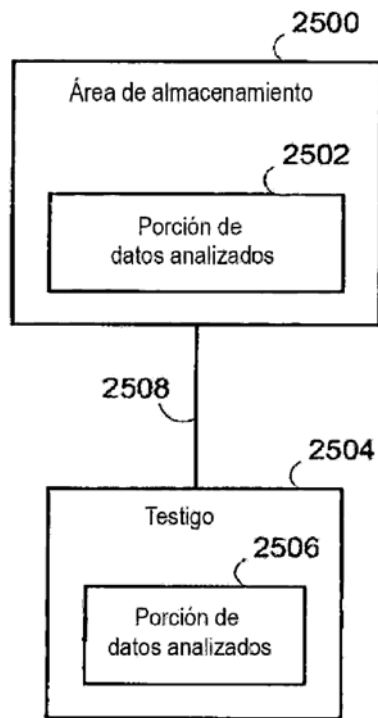 2500
Área de almacenamiento
2502
Porción de
datos analizados
2508
2504
Testigo
2506
Porción de
datos analizados